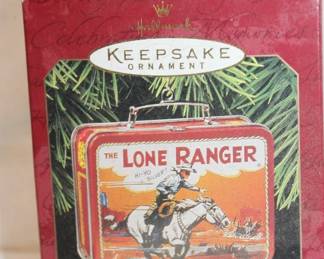 Hallmark
KEEPSAKE
ORNAMENT
THE LONE RANGER
HI-YO
SILVER!